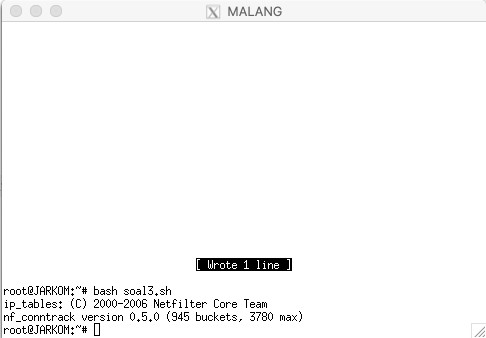 MALANG
[ Wrote 1 line ]
root@JARKOM:~# bash soal3.sh
ip_tables: (C) 2000-2006 Netfilter Core Team
nf_conntrack version 0.5.0 (945 buckets, 3780 max)
root@JARKOM:~#